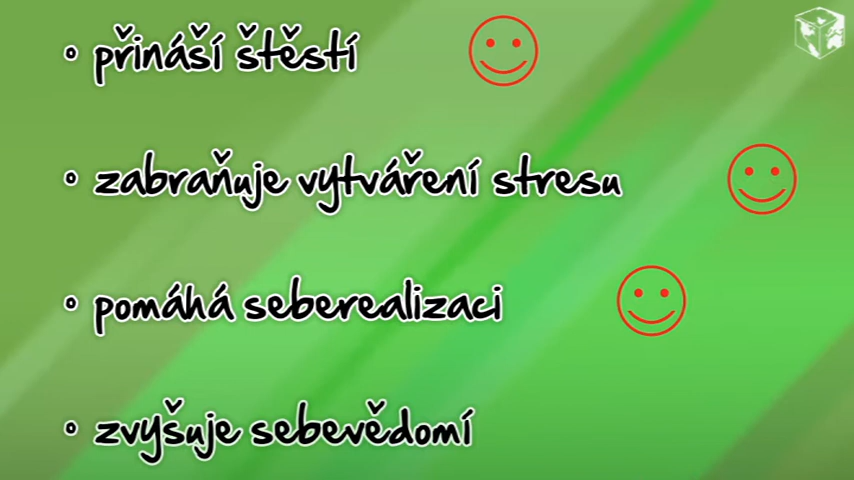 • přináší štěstí
• zabraňuje vytváření stresu
• pomáhá seberealizaci
• zvyšuje sebevědomí